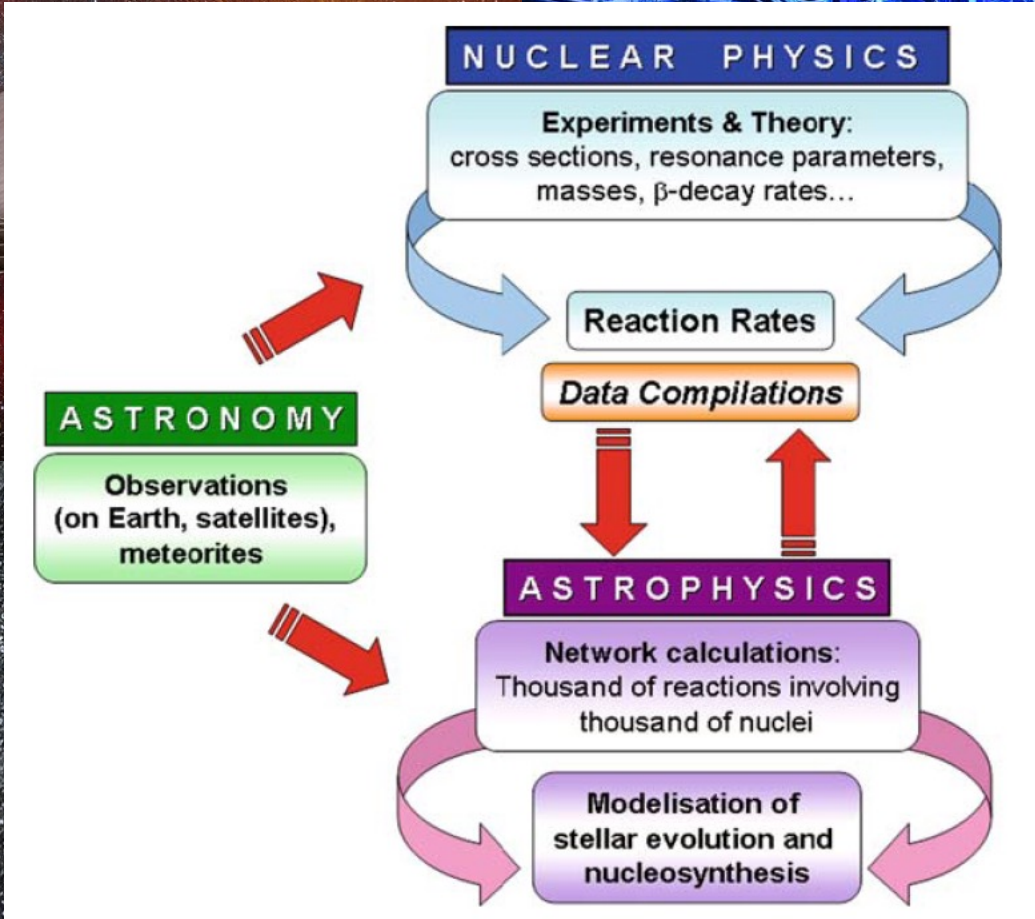 NUCLEAR PHYSICS
Experiments & Theory:
cross sections, resonance parameters,
masses, β-decay rates...
Reaction Rates
Data Compilations
ASTRONOMY
Observations
(on Earth, satellites),
meteorites
ASTROPHYSICS
Network calculations:
Thousand of reactions involving
thousand of nuclei
Modelisation of
stellar evolution and
nucleosynthesis